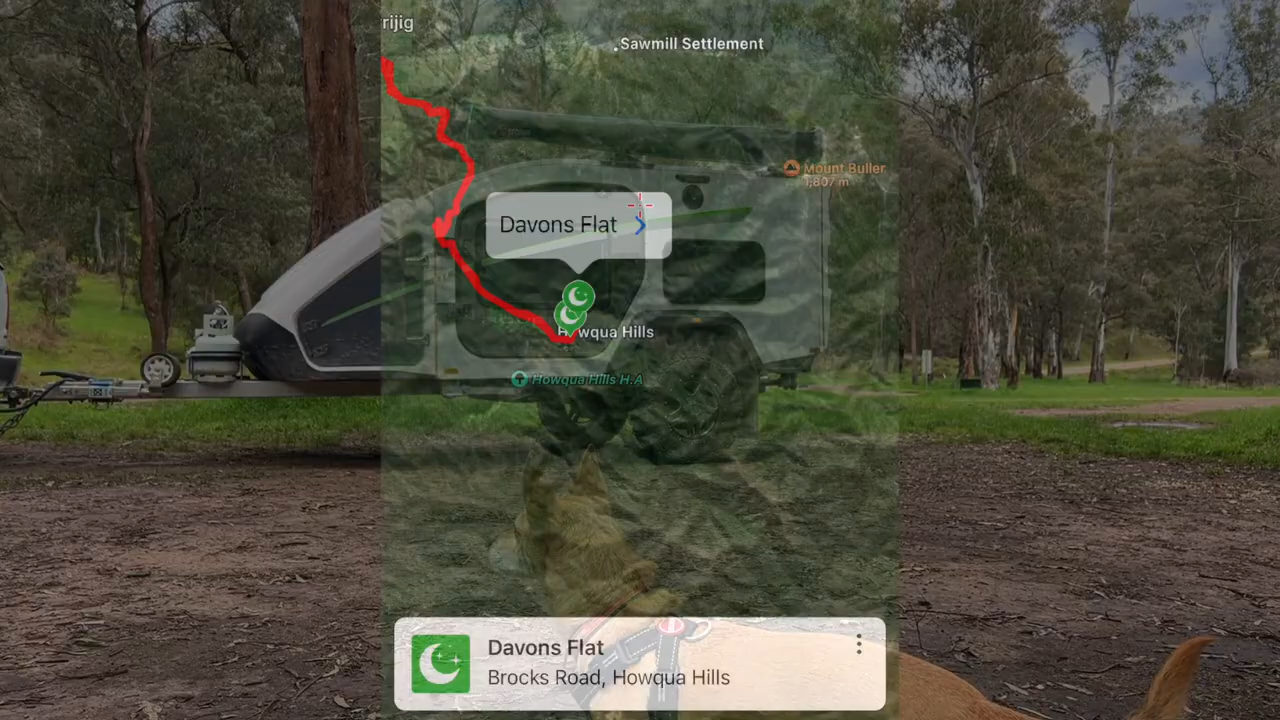 rijig
Sawmill Settlement
Mount Buller
1,807 m
Davons Flat
Howqua Hills
Howqua Hills H.A
Davons Flat
Brocks Road, Howqua Hills